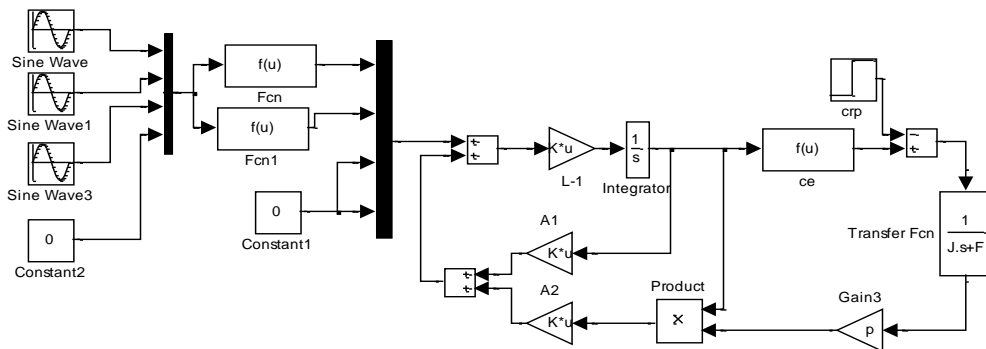 Sine Wave
Sine Wave1
Sine Wave3
0
Constant2
f(u)
Fcn
f(u)
Fcn1
0
Constant1
+
+
K*u
L-1
1
s
Integrator
f(u)
ce
crp
−
+
Transfer Fcn
1
J.s+F
A1
K*u
+
+
A2
K*u
Product
×
Gain3
p